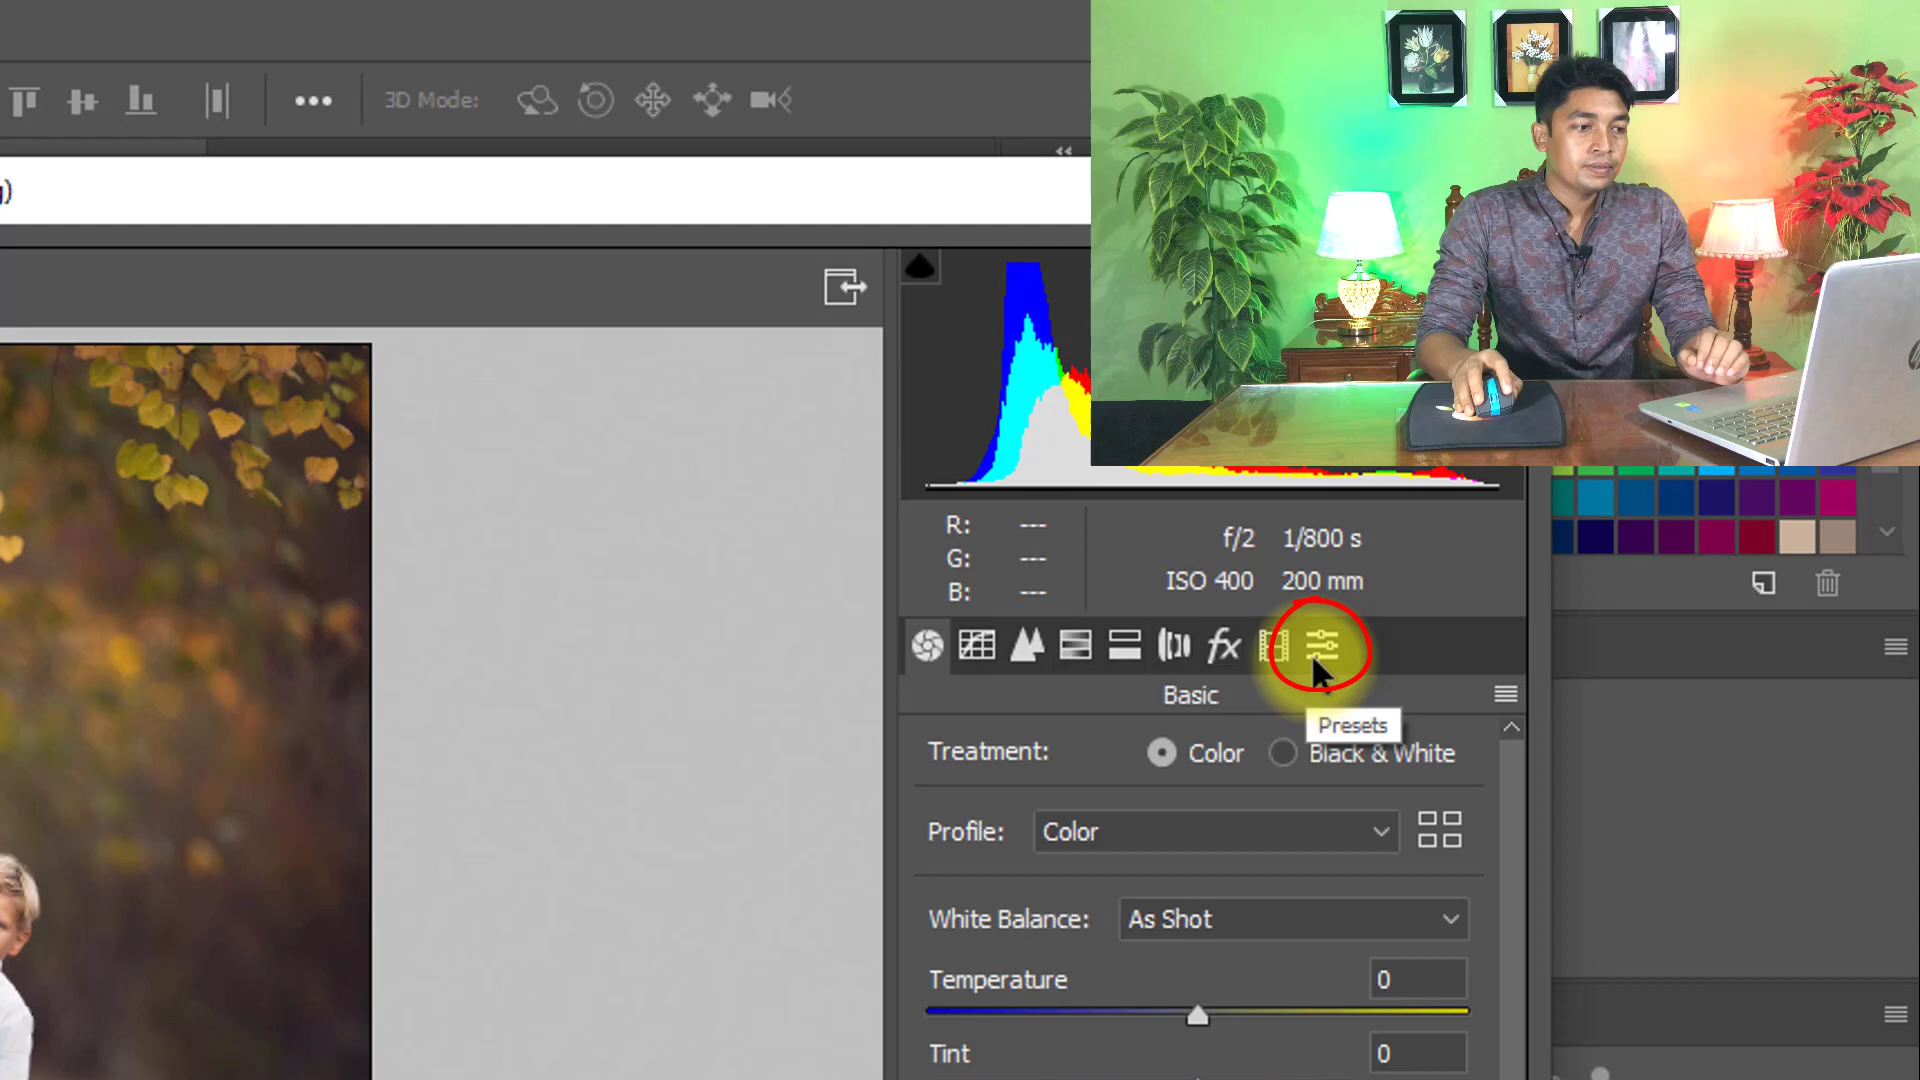 3D Mode:
)
R: ---
G: ---
B: ---
f/2 1/800 s
ISO 400 200 mm
fx
Basic
Presets
Treatment: Color Black & White
Profile: Color
White Balance: As Shot
Temperature 0
Tint 0